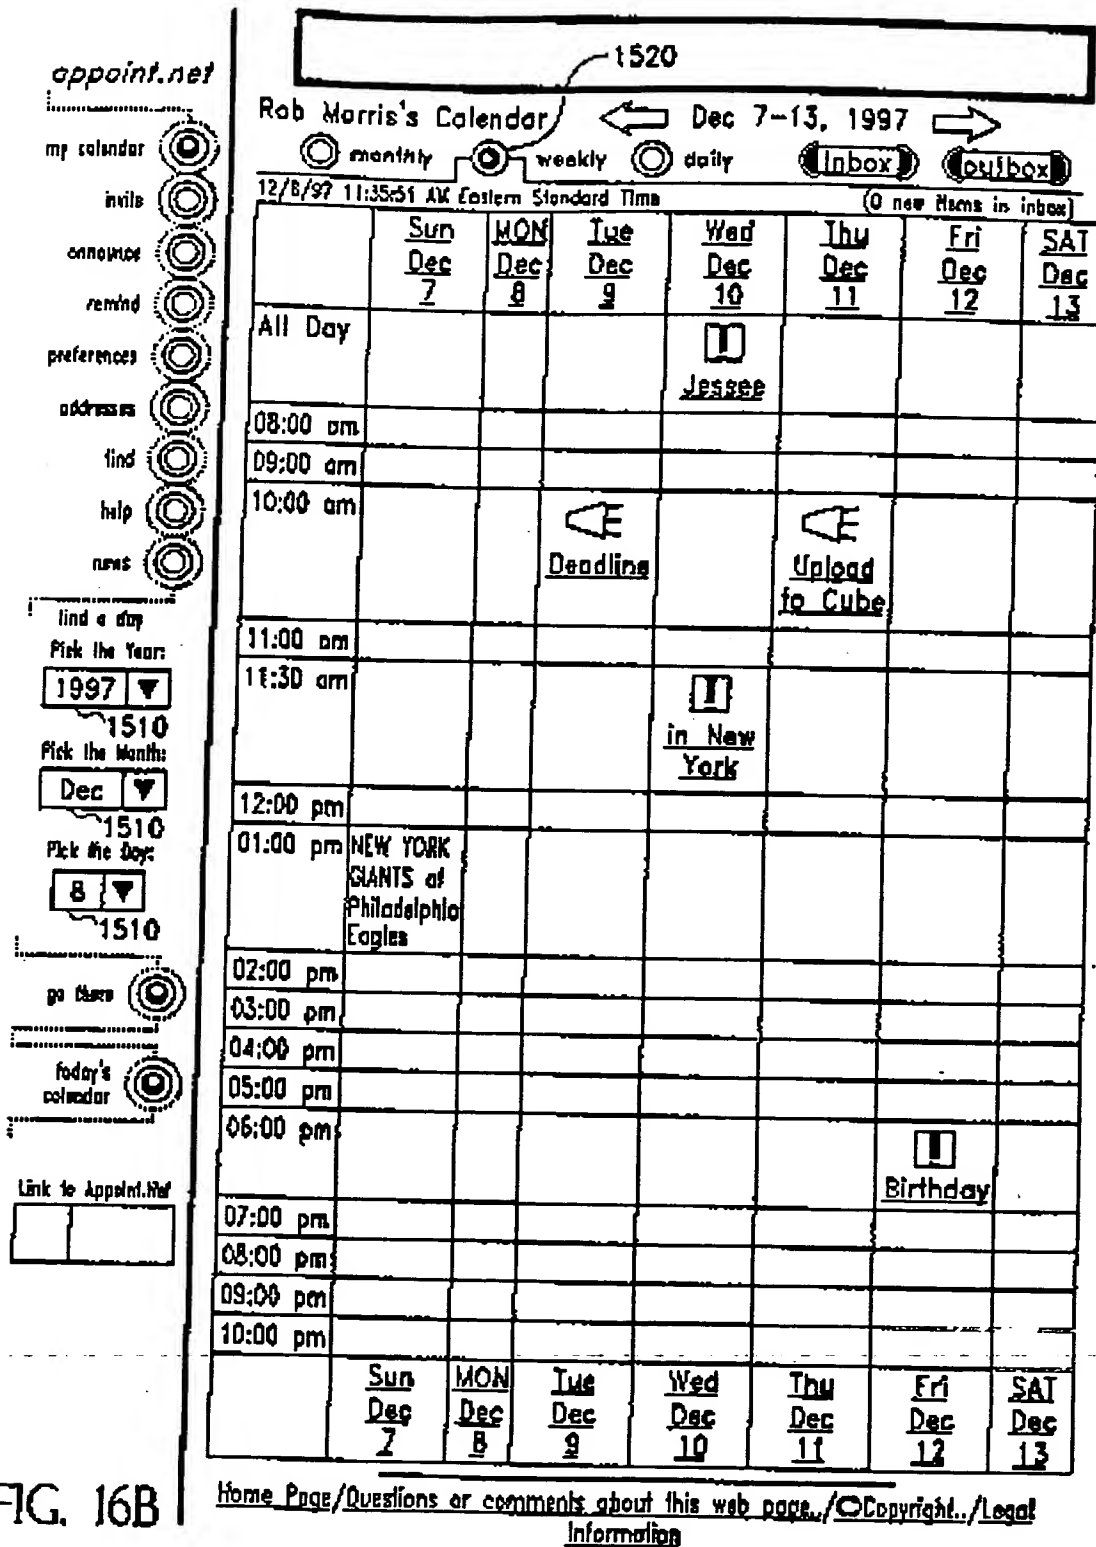 1520
appoint.net
my calendar
invite
announce
remind
preferences
addresses
find
help
news
find a day
Pick the Year:
1997
1510
Pick the Month:
Dec
1510
Pick the Day:
8
1510
go there
today's
calendar
Link to Appoint.Net
Rob Morris's Calendar Dec 7-13, 1997
monthly weekly daily Inbox outbox
12/8/97 11:35:51 AM Eastern Standard Time (0 new items in inbox)
Sun Dec 7 MON Dec 8 Tue Dec 9 Wed Dec 10 Thu Dec 11 Fri Dec 12 SAT Dec 13
All Day
Jessee
08:00 am
09:00 am
10:00 am
Deadline
Upload
to Cube
11:00 am
11:30 am
in New
York
12:00 pm
01:00 pm NEW YORK
GIANTS at
Philadelphia
Eagles
02:00 pm
03:00 pm
04:00 pm
05:00 pm
06:00 pm
Birthday
07:00 pm
08:00 pm
09:00 pm
10:00 pm
Sun Dec 7 MON Dec 8 Tue Dec 9 Wed Dec 10 Thu Dec 11 Fri Dec 12 SAT Dec 13
Home Page/Questions or comments about this web page../©Copyright../Legal
Information
FIG. 16B